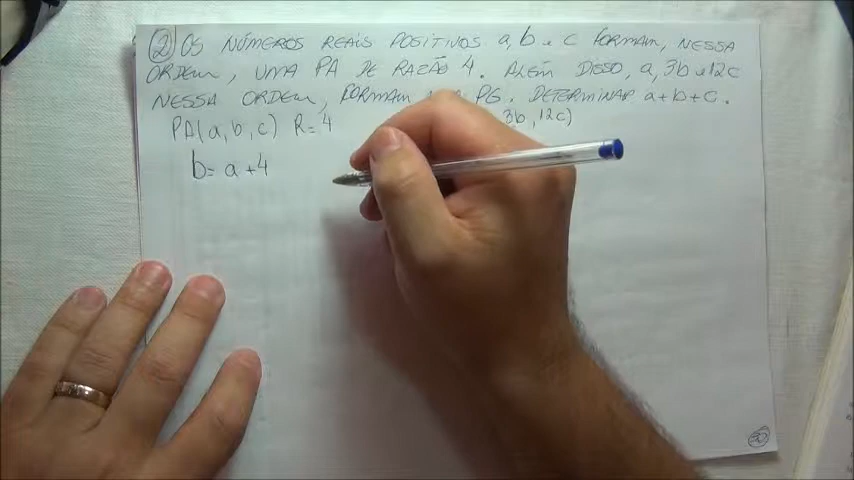 ② OS NÚMEROS REAIS POSITIVOS a, b e c FORMAM, NESSA
ORDEM, UMA PA DE RAZÃO 4. ALÉM DISSO, a, 3b e 12c
NESSA ORDEM, FORMAM PG. DETERMINAR a+b+c.
PA(a, b, c) R=4 3b, 12c)
b= a +4